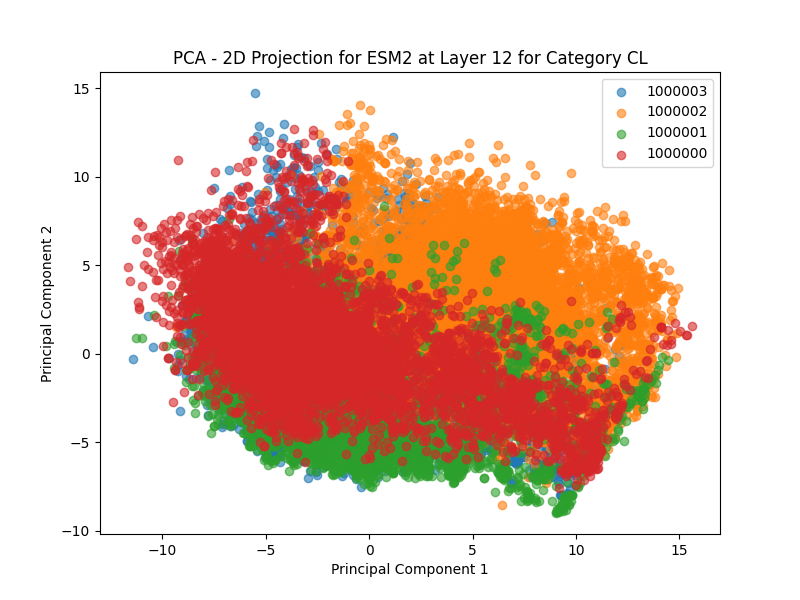 PCA - 2D Projection for ESM2 at Layer 12 for Category CL
1000003
1000002
1000001
1000000
15
10
5
0
−5
−10
Principal Component 2
−10 −5 0 5 10 15
Principal Component 1